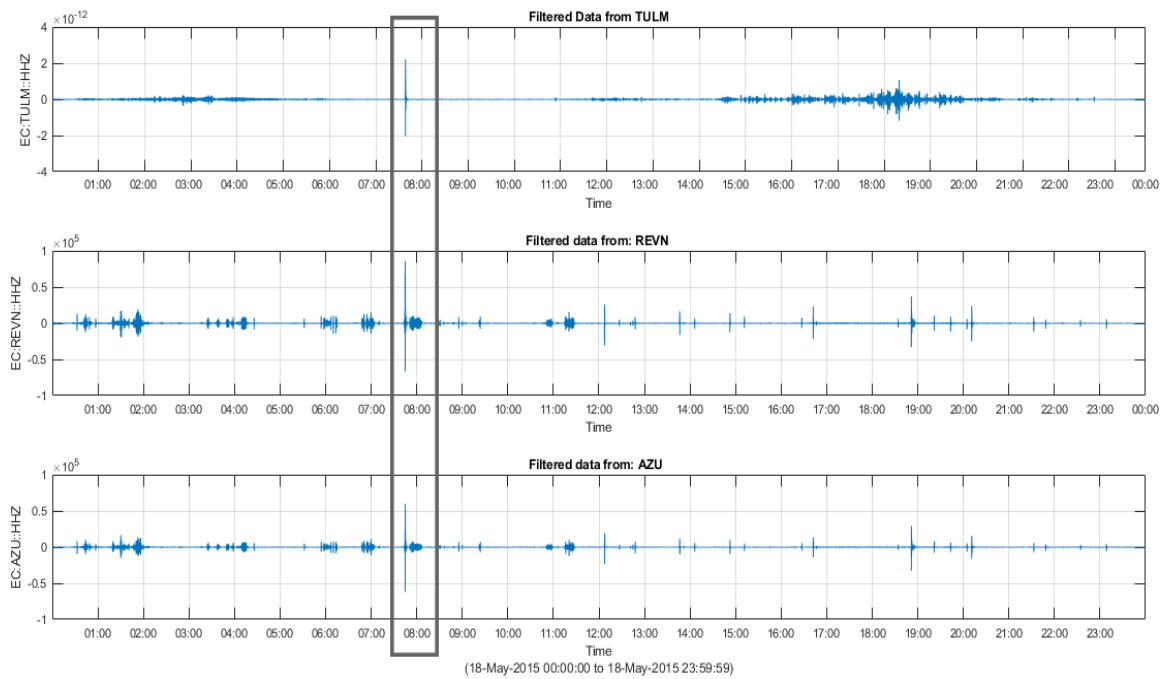 Filtered Data from TULM
×10^-12
4
2
0
-2
-4
EC:TULM::HHZ
01:00 02:00 03:00 04:00 05:00 06:00 07:00 08:00 09:00 10:00 11:00 12:00 13:00 14:00 15:00 16:00 17:00 18:00 19:00 20:00 21:00 22:00 23:00 00:00
Time
Filtered data from: REVN
×10^5
1
0.5
0
-0.5
-1
EC:REVN::HHZ
01:00 02:00 03:00 04:00 05:00 06:00 07:00 08:00 09:00 10:00 11:00 12:00 13:00 14:00 15:00 16:00 17:00 18:00 19:00 20:00 21:00 22:00 23:00 00:00
Time
Filtered data from: AZU
×10^5
1
0.5
0
-0.5
-1
EC:AZU::HHZ
01:00 02:00 03:00 04:00 05:00 06:00 07:00 08:00 09:00 10:00 11:00 12:00 13:00 14:00 15:00 16:00 17:00 18:00 19:00 20:00 21:00 22:00 23:00
Time
(18-May-2015 00:00:00 to 18-May-2015 23:59:59)